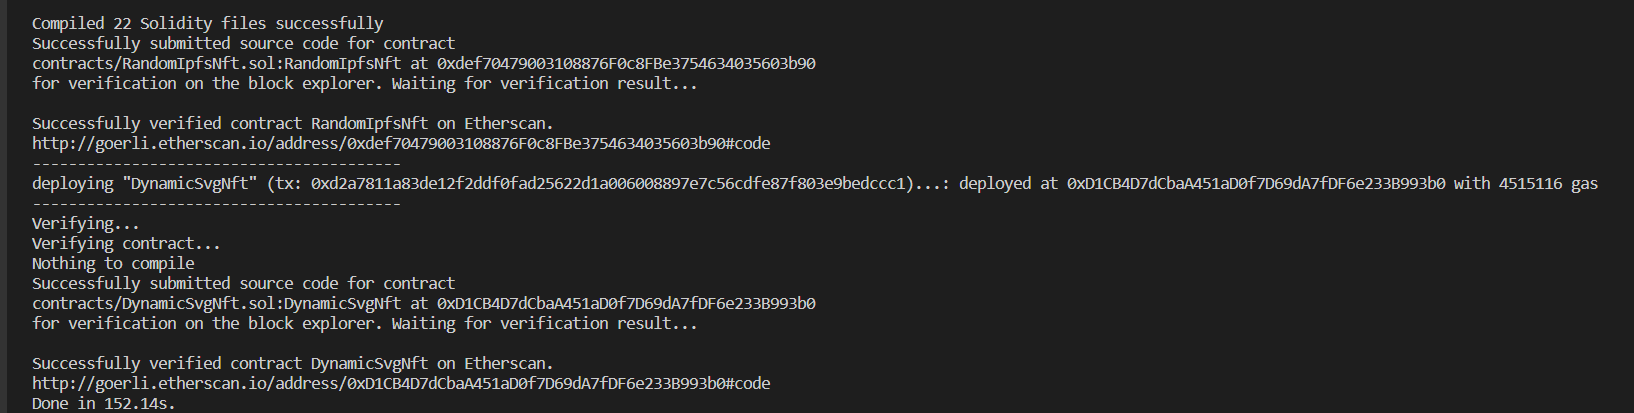 Compiled 22 Solidity files successfully
Successfully submitted source code for contract
contracts/RandomIpfsNft.sol:RandomIpfsNft at 0xdef70479003108876F0c8FBe3754634035603b90
for verification on the block explorer. Waiting for verification result...
Successfully verified contract RandomIpfsNft on Etherscan.
http://goerli.etherscan.io/address/0xdef70479003108876F0c8FBe3754634035603b90#code
-----------------------------------------
deploying "DynamicSvgNft" (tx: 0xd2a7811a83de12f2ddf0fad25622d1a006008897e7c56cdfe87f803e9bedccc1)...: deployed at 0xD1CB4D7dCbaA451aD0f7D69dA7fDF6e233B993b0 with 4515116 gas
-----------------------------------------
Verifying...
Verifying contract...
Nothing to compile
Successfully submitted source code for contract
contracts/DynamicSvgNft.sol:DynamicSvgNft at 0xD1CB4D7dCbaA451aD0f7D69dA7fDF6e233B993b0
for verification on the block explorer. Waiting for verification result...
Successfully verified contract DynamicSvgNft on Etherscan.
http://goerli.etherscan.io/address/0xD1CB4D7dCbaA451aD0f7D69dA7fDF6e233B993b0#code
Done in 152.14s.